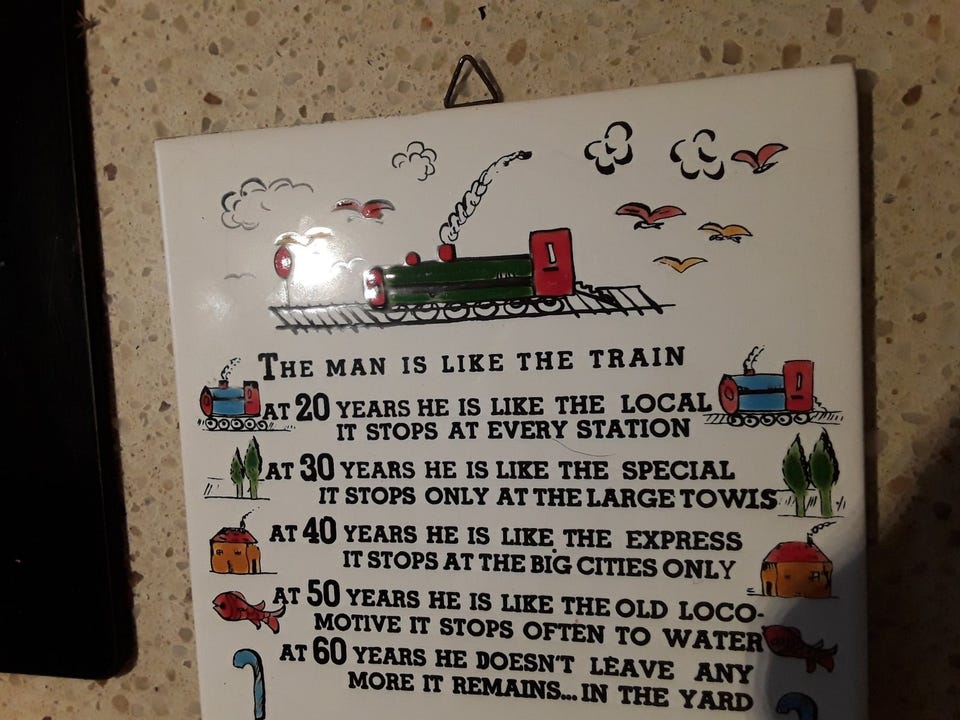 THE MAN IS LIKE THE TRAIN
AT 20 YEARS HE IS LIKE THE LOCAL
IT STOPS AT EVERY STATION
AT 30 YEARS HE IS LIKE THE SPECIAL
IT STOPS ONLY AT THE LARGE TOWIS
AT 40 YEARS HE IS LIKE THE EXPRESS
IT STOPS AT THE BIG CITIES ONLY
AT 50 YEARS HE IS LIKE THE OLD LOCO-
MOTIVE IT STOPS OFTEN TO WATER
AT 60 YEARS HE DOESN'T LEAVE ANY
MORE IT REMAINS... IN THE YARD